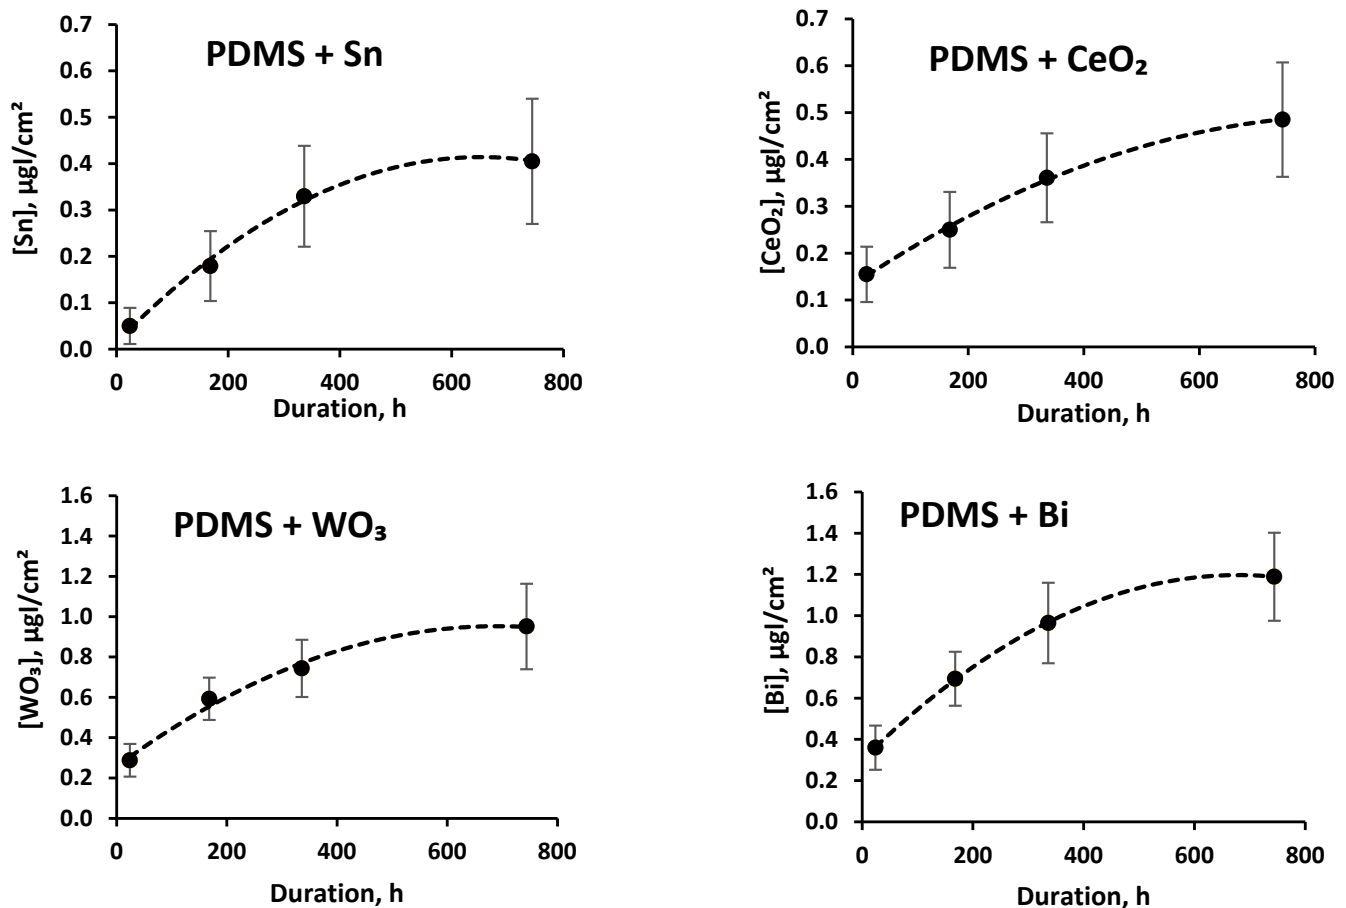 PDMS + Sn
[Sn], µgl/cm²
0.7
0.6
0.5
0.4
0.3
0.2
0.1
0.0
0 200 400 600 800
Duration, h
PDMS + CeO₂
[CeO₂], µgl/cm²
0.7
0.6
0.5
0.4
0.3
0.2
0.1
0.0
0 200 400 600 800
Duration, h
PDMS + WO₃
[WO₃], µgl/cm²
1.6
1.4
1.2
1.0
0.8
0.6
0.4
0.2
0.0
0 200 400 600 800
Duration, h
PDMS + Bi
[Bi], µgl/cm²
1.6
1.4
1.2
1.0
0.8
0.6
0.4
0.2
0.0
0 200 400 600 800
Duration, h